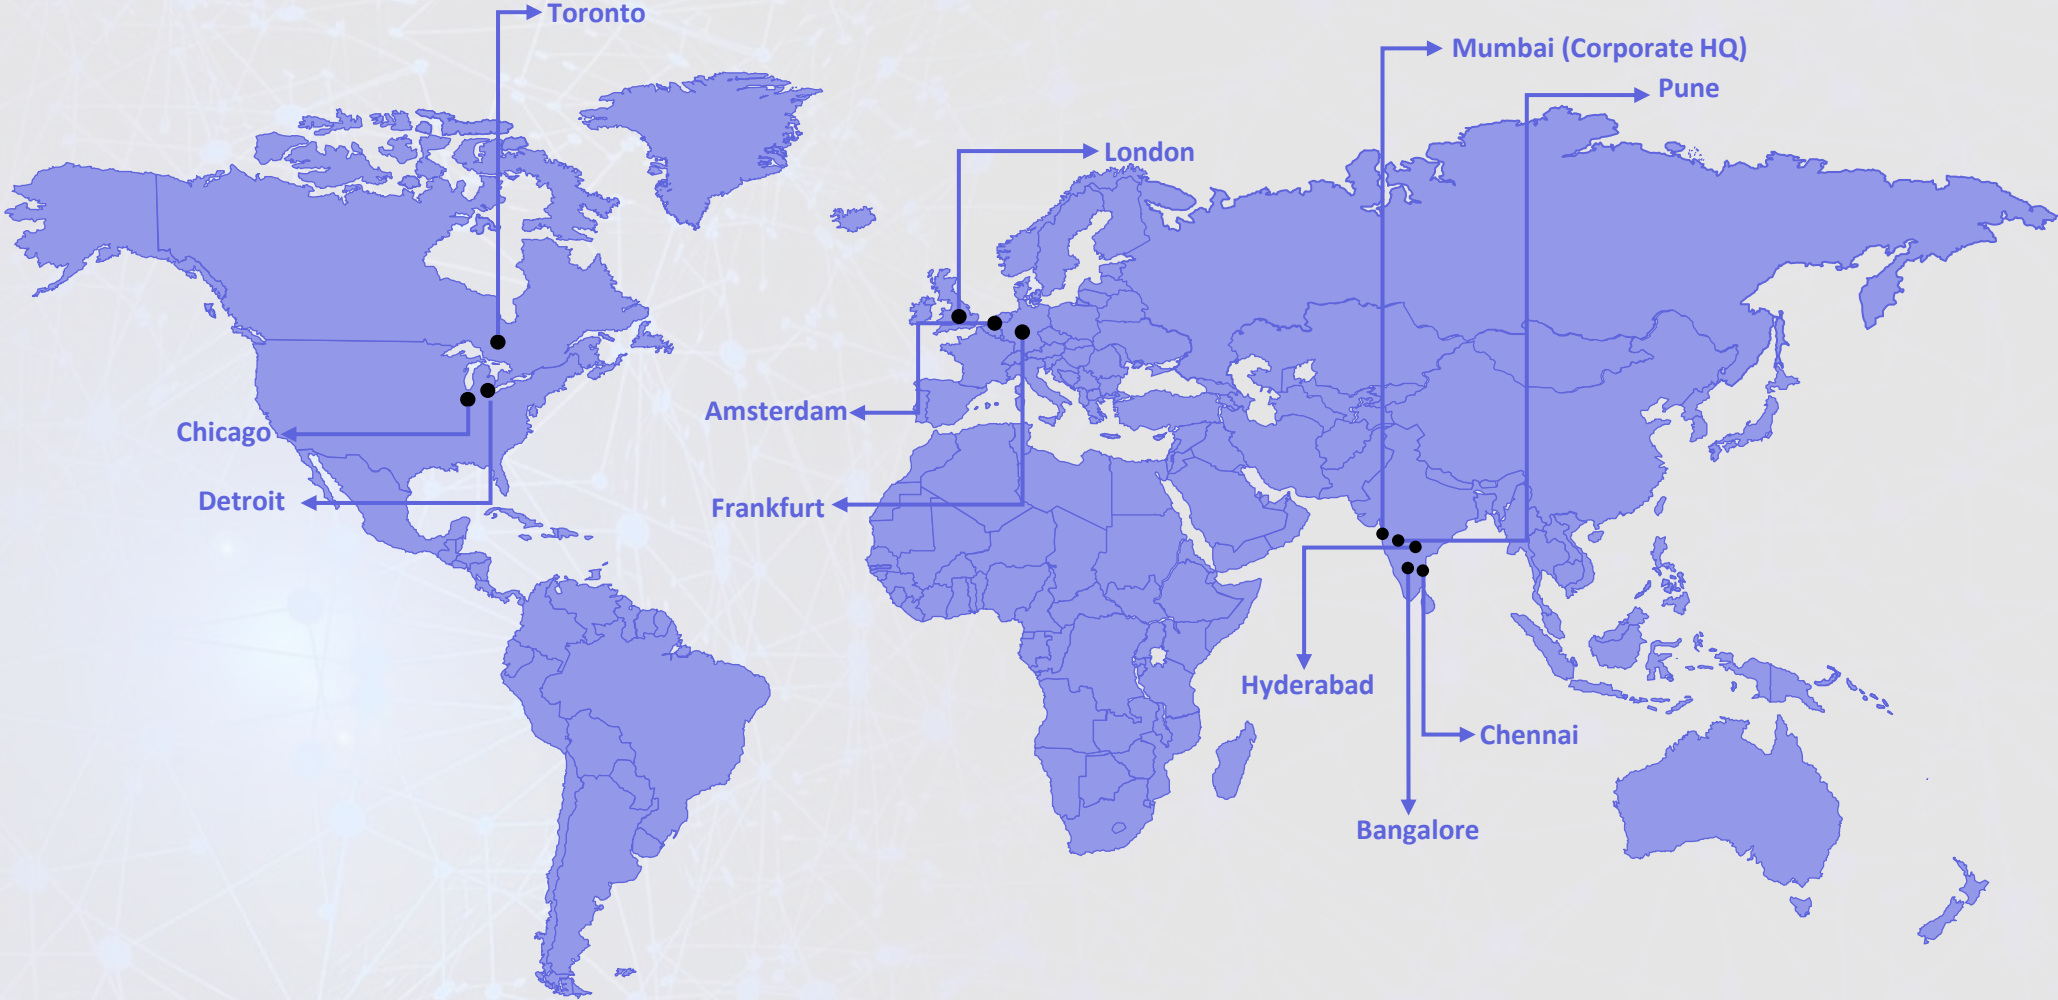 Toronto
Mumbai (Corporate HQ)
Pune
London
Amsterdam
Chicago
Detroit
Frankfurt
Hyderabad
Chennai
Bangalore